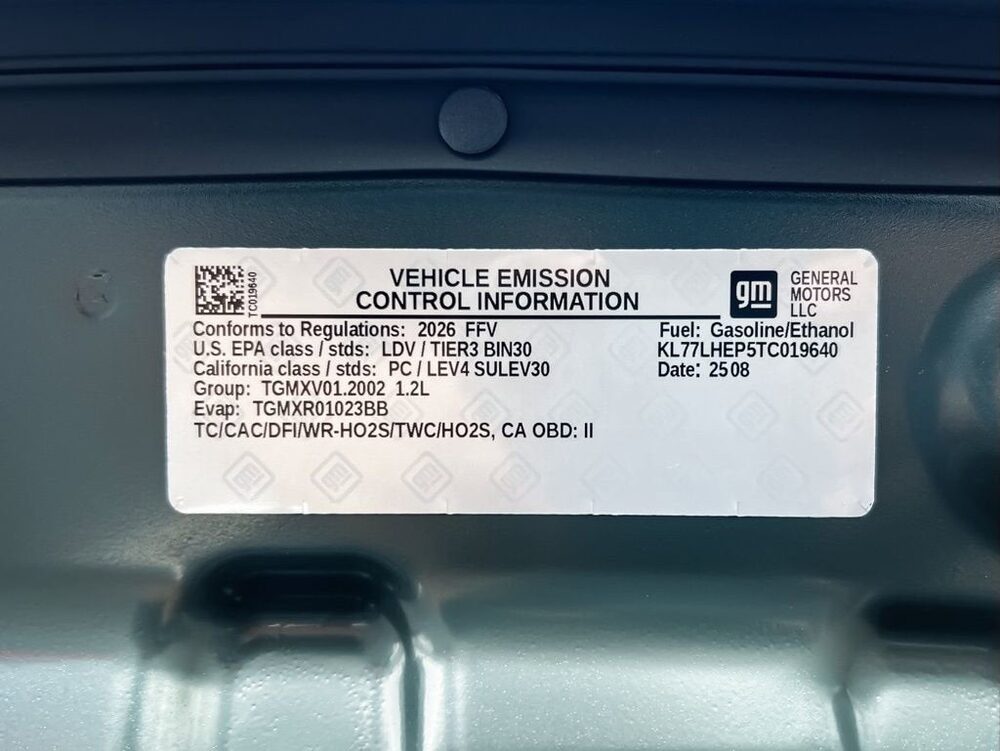 TC019640
VEHICLE EMISSION
CONTROL INFORMATION
gm
GENERAL
MOTORS
LLC
Conforms to Regulations: 2026 FFV
U.S. EPA class / stds: LDV / TIER3 BIN30
California class / stds: PC / LEV4 SULEV30
Group: TGMXV01.2002 1.2L
Evap: TGMXR01023BB
TC/CAC/DFI/WR-HO2S/TWC/HO2S, CA OBD: II
Fuel: Gasoline/Ethanol
KL77LHEP5TC019640
Date: 2508